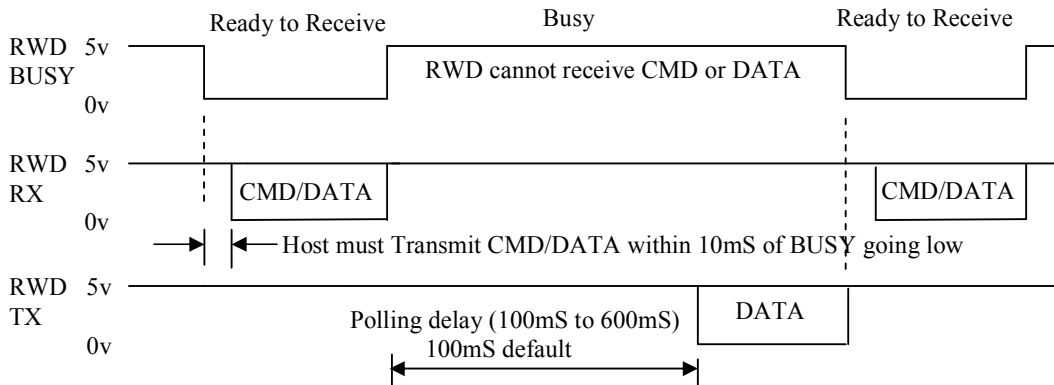 Ready to Receive Busy Ready to Receive
RWD 5v
BUSY
0v
RWD cannot receive CMD or DATA
RWD 5v
RX
0v
CMD/DATA CMD/DATA
Host must Transmit CMD/DATA within 10mS of BUSY going low
RWD 5v
TX
0v
DATA
Polling delay (100mS to 600mS)
100mS default